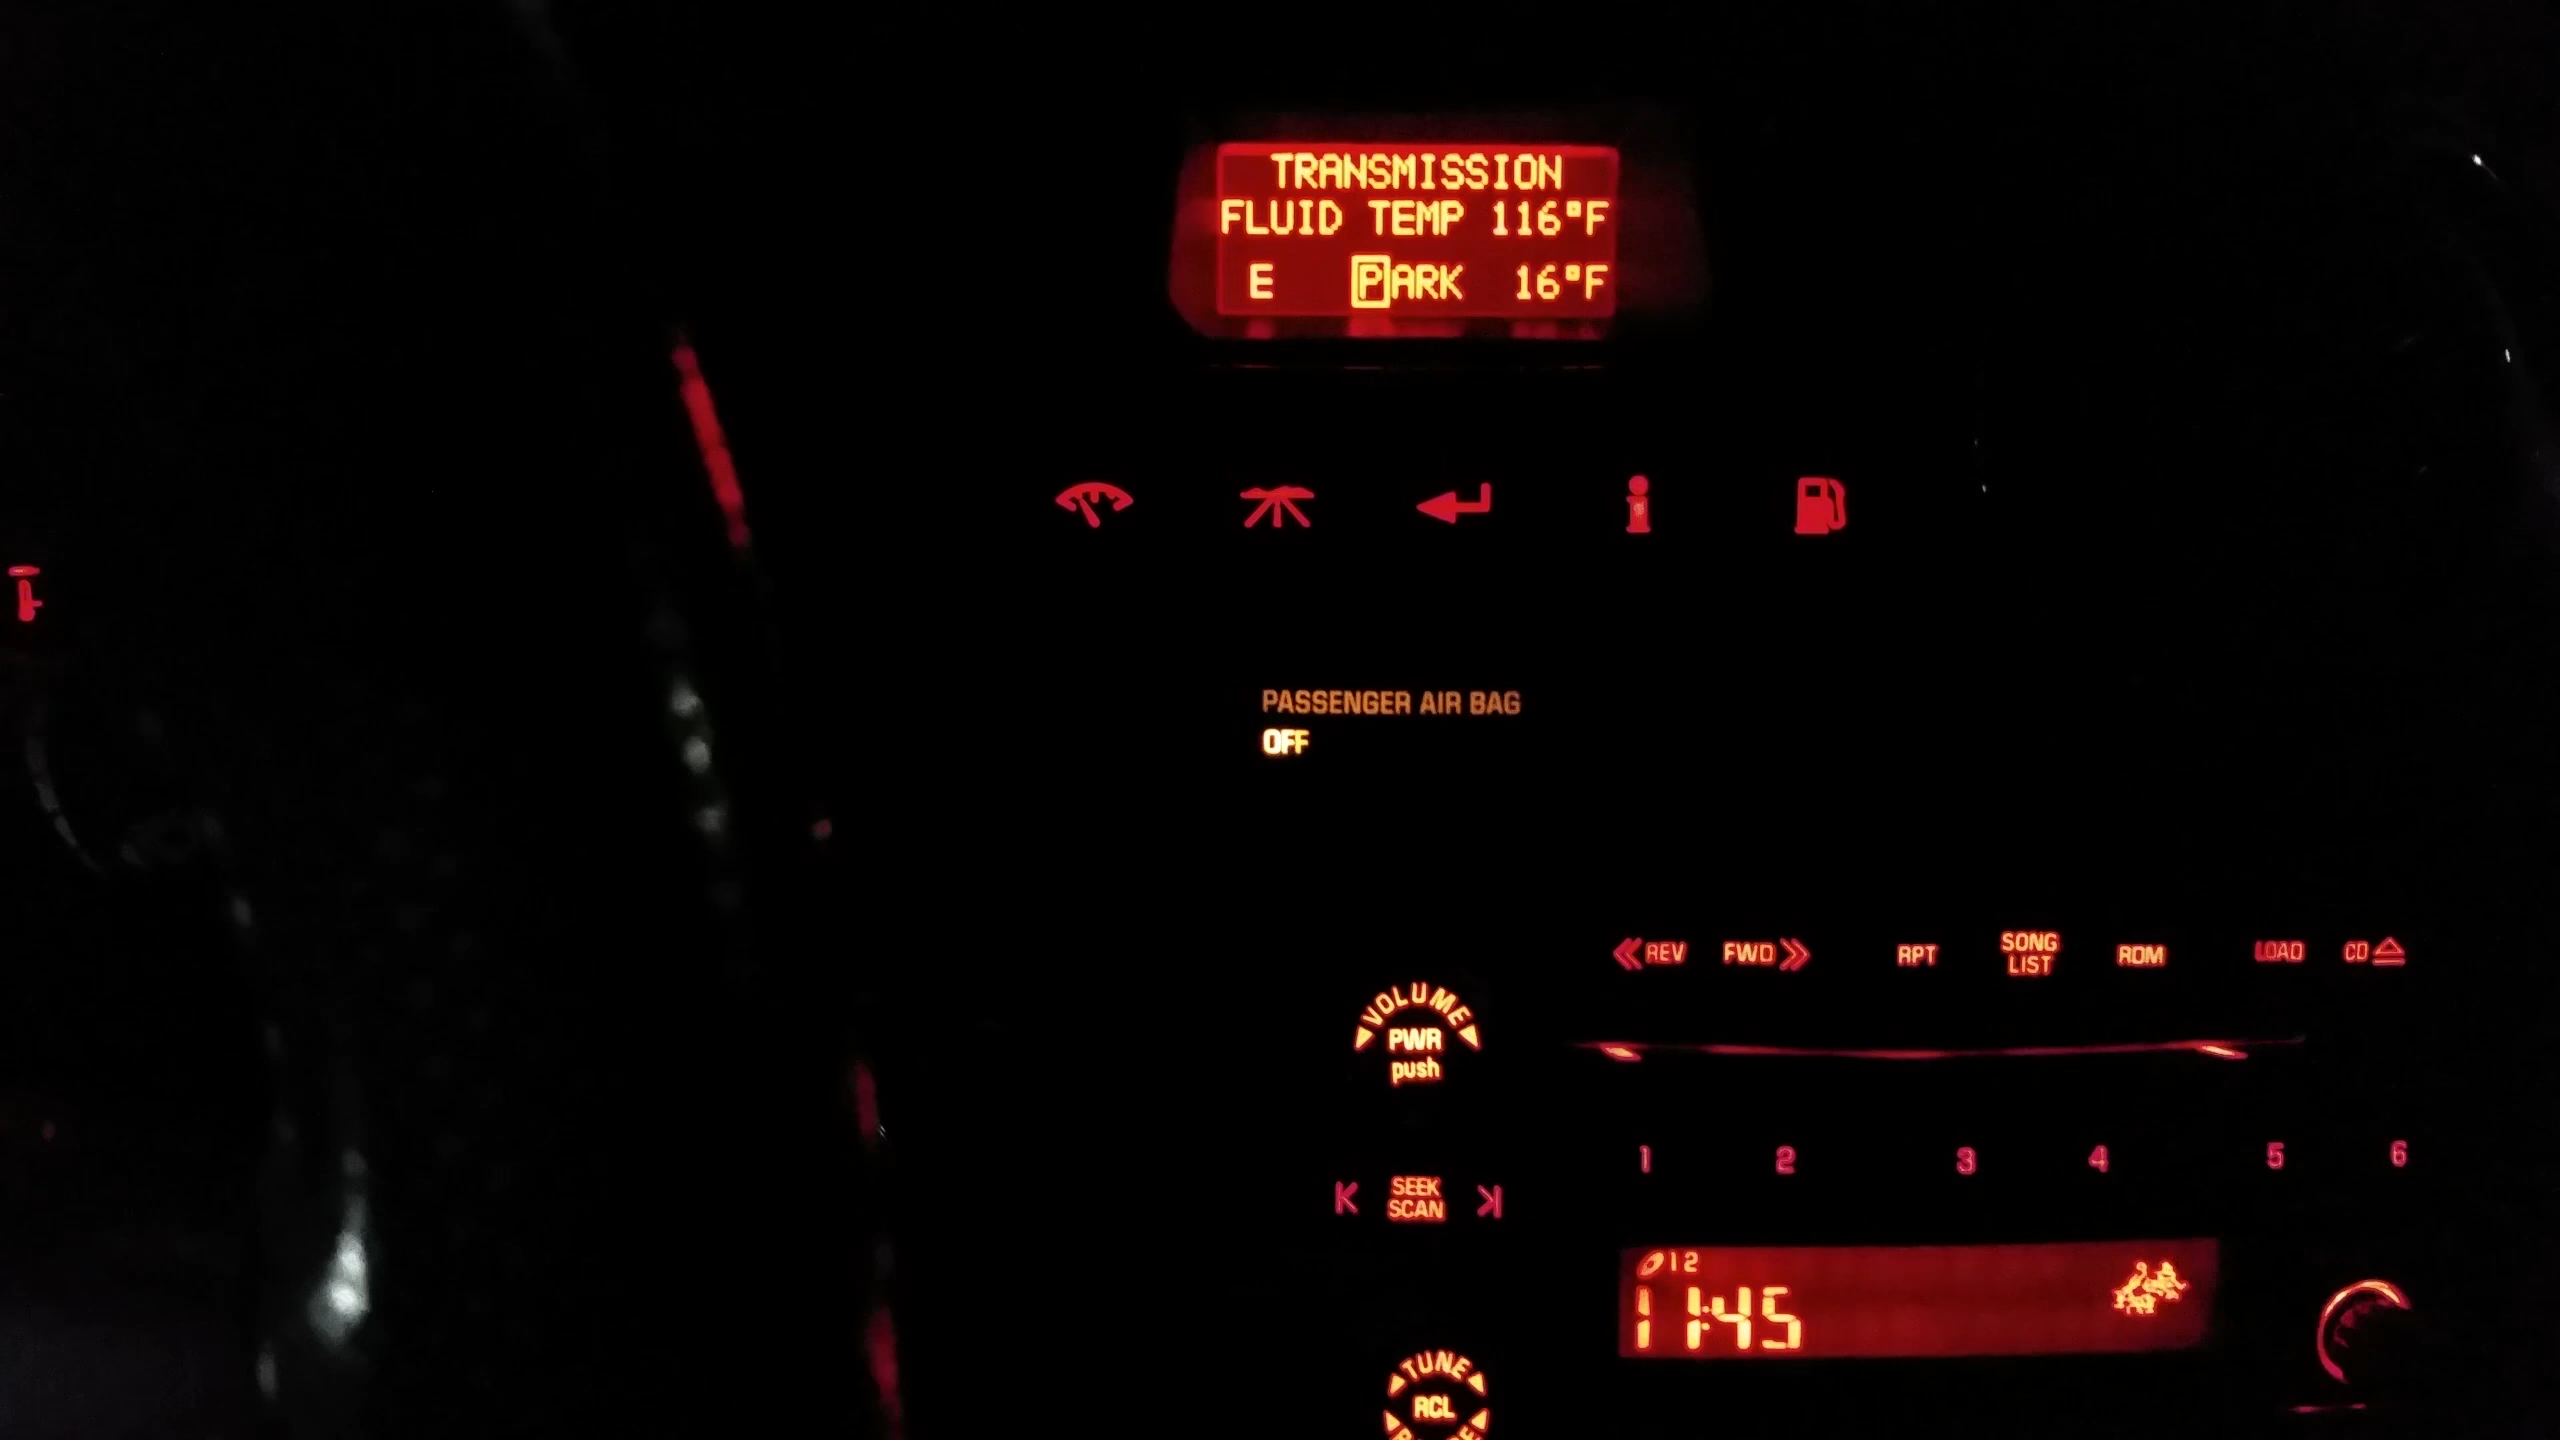 TRANSMISSION
FLUID TEMP 116°F
E PARK 16°F
PASSENGER AIR BAG
OFF
REV FWD RPT SONG LIST RDM LOAD CD
VOLUME
PWR
push
1 2 3 4 5 6
SEEK
SCAN
12
11:45
TUNE
RCL